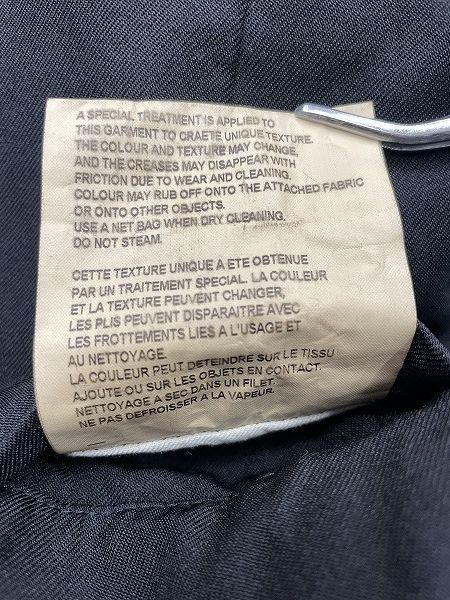 A SPECIAL TREATMENT IS APPLIED TO
THIS GARMENT TO CRAETE UNIQUE TEXTURE.
THE COLOUR AND TEXTURE MAY CHANGE,
AND THE CREASES MAY DISAPPEAR WITH
FRICTION DUE TO WEAR AND CLEANING.
COLOUR MAY RUB OFF ONTO THE ATTACHED FABRIC
OR ONTO OTHER OBJECTS.
USE A NET BAG WHEN DRY CLEANING.
DO NOT STEAM.
CETTE TEXTURE UNIQUE A ETE OBTENUE
PAR UN TRAITEMENT SPECIAL. LA COULEUR
ET LA TEXTURE PEUVENT CHANGER,
LES PLIS PEUVENT DISPARAITRE AVEC
LES FROTTEMENTS LIES A L'USAGE ET
AU NETTOYAGE.
LA COULEUR PEUT DETEINDRE SUR LE TISSU
AJOUTE OU SUR LES OBJETS EN CONTACT.
NETTOYAGE A SEC DANS UN FILET.
NE PAS DEFROISSER A LA VAPEUR.